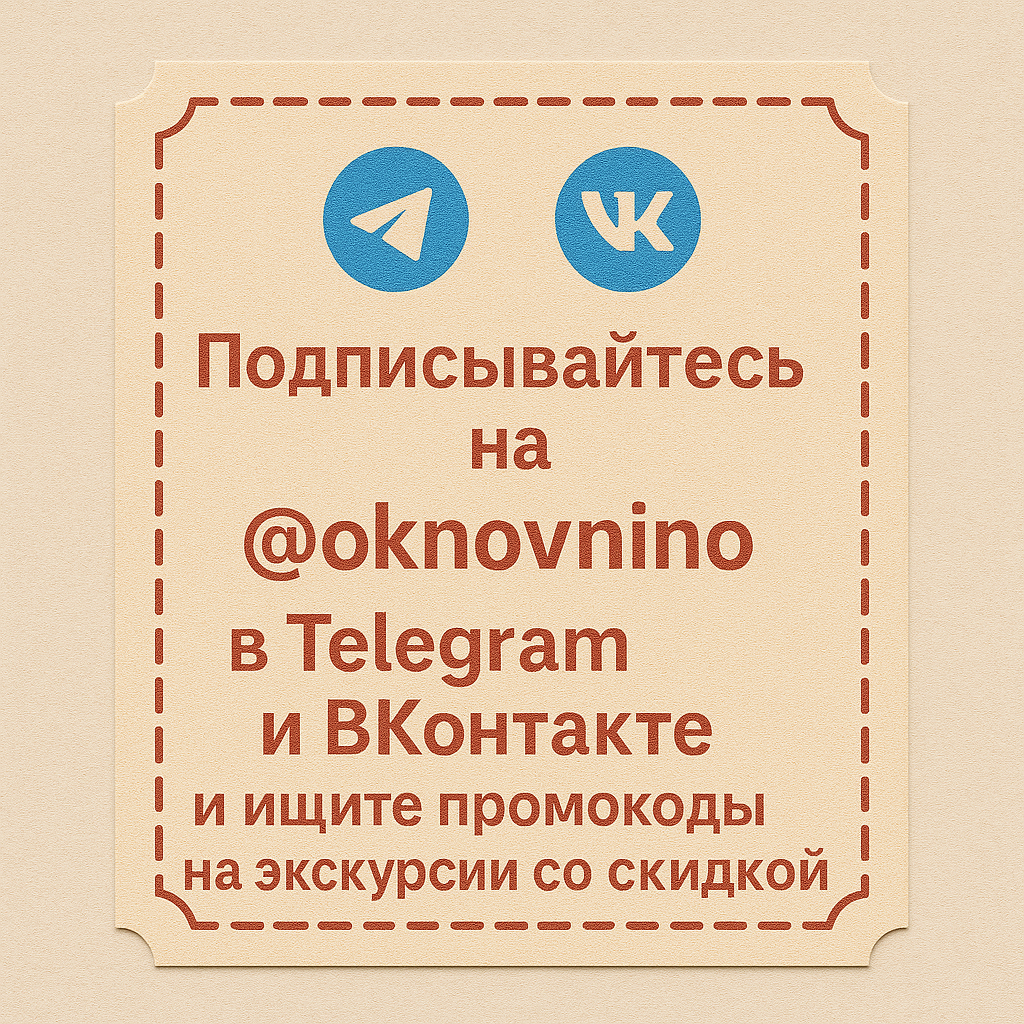 Подписывайтесь
на
@oknovnino
в Telegram
и ВКонтакте
и ищите промокоды
на экскурсии со скидкой